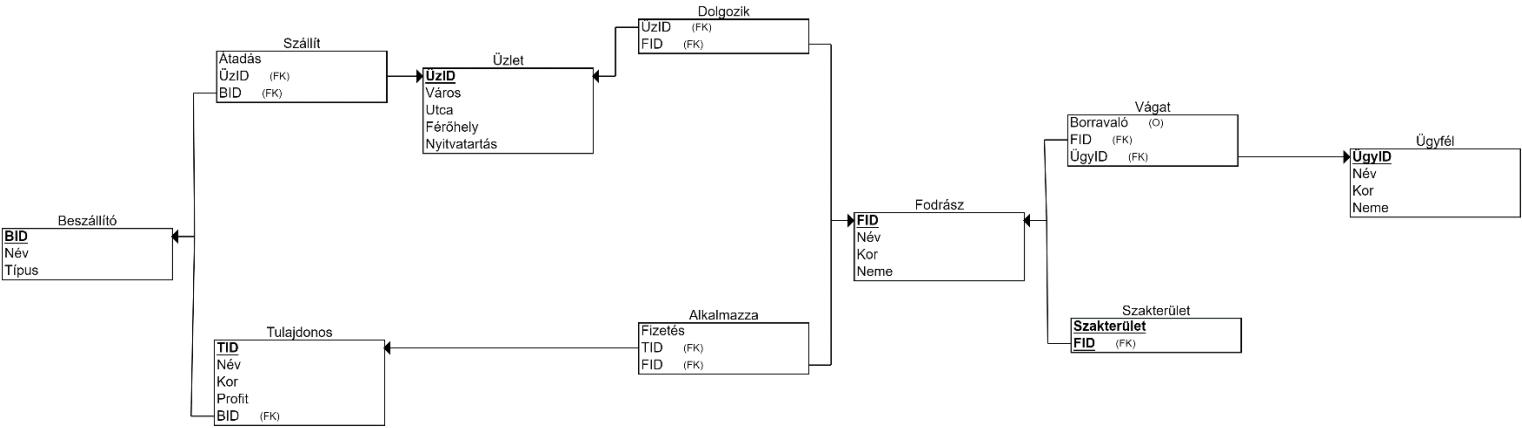 Szállít
Átadás
ÜzID (FK)
BID (FK)
Üzlet
ÜzID
Város
Utca
Férőhely
Nyitvatartás
Dolgozik
ÜzID (FK)
FID (FK)
Vágat
Borravaló (O)
FID (FK)
ÜgyID (FK)
Ügyfél
ÜgyID
Név
Kor
Neme
Beszállító
BID
Név
Típus
Fodrász
FID
Név
Kor
Neme
Tulajdonos
TID
Név
Kor
Profit
BID (FK)
Alkalmazza
Fizetés
TID (FK)
FID (FK)
Szakterület
Szakterület
FID (FK)